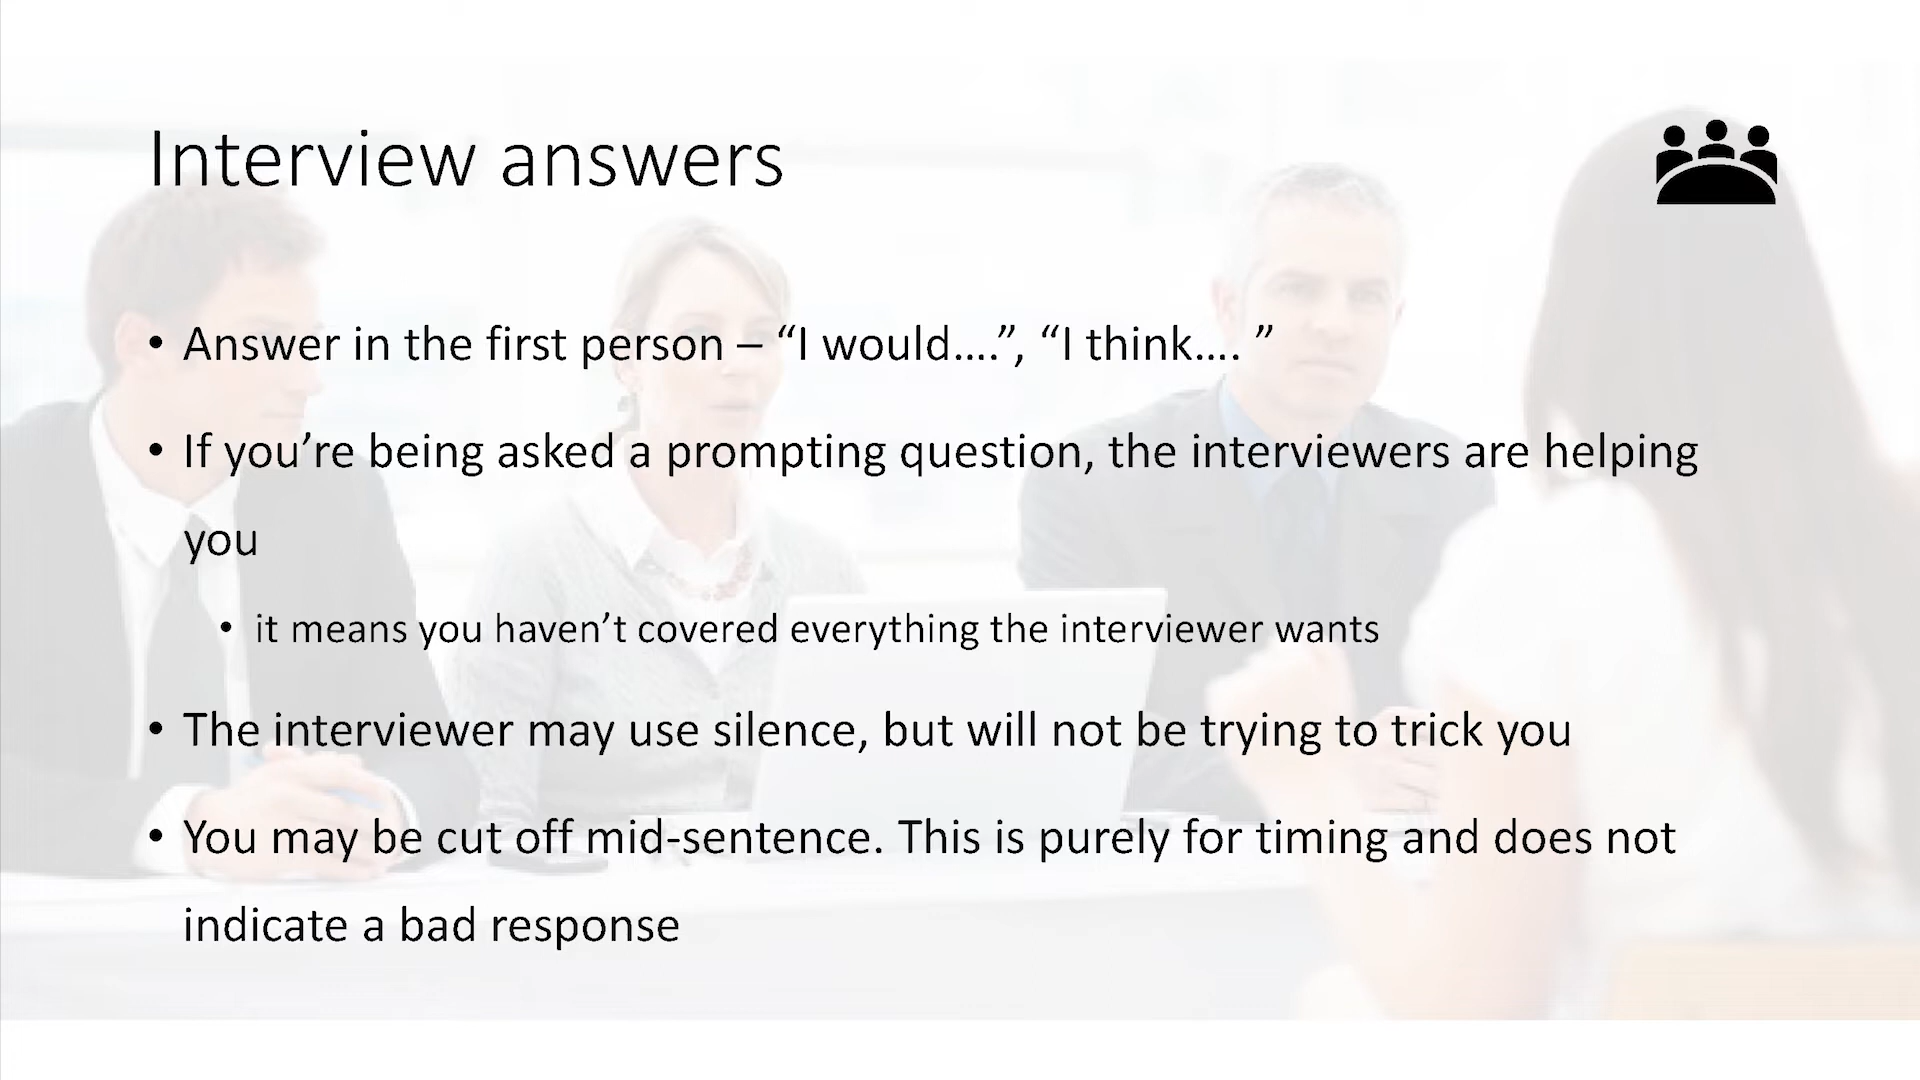 Interview answers
• Answer in the first person – “I would....”, “I think.... ”
• If you’re being asked a prompting question, the interviewers are helping
you
• it means you haven’t covered everything the interviewer wants
• The interviewer may use silence, but will not be trying to trick you
• You may be cut off mid-sentence. This is purely for timing and does not
indicate a bad response